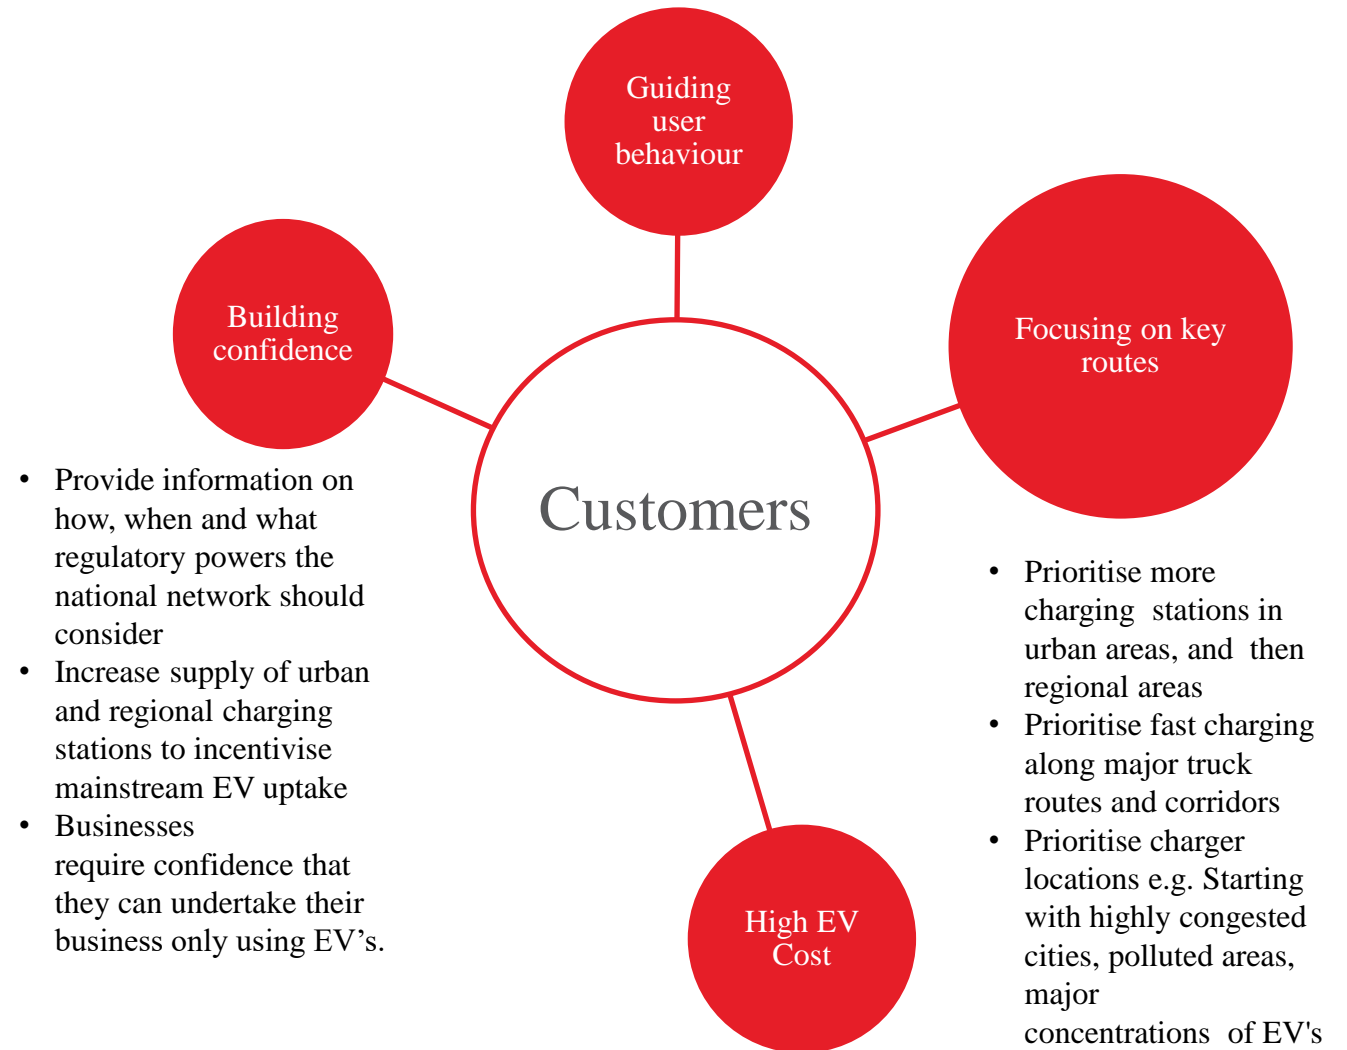 Guiding
user
behaviour
Building
confidence
Focusing on key
routes
Customers
High EV
Cost
• Provide information on
how, when and what
regulatory powers the
national network should
consider
• Increase supply of urban
and regional charging
stations to incentivise
mainstream EV uptake
• Businesses
require confidence that
they can undertake their
business only using EV’s.
• Prioritise more
charging  stations in
urban areas, and  then
regional areas
• Prioritise fast charging
along major truck
routes and corridors
• Prioritise charger
locations e.g. Starting
with highly congested
cities, polluted areas,
major
concentrations  of EV's